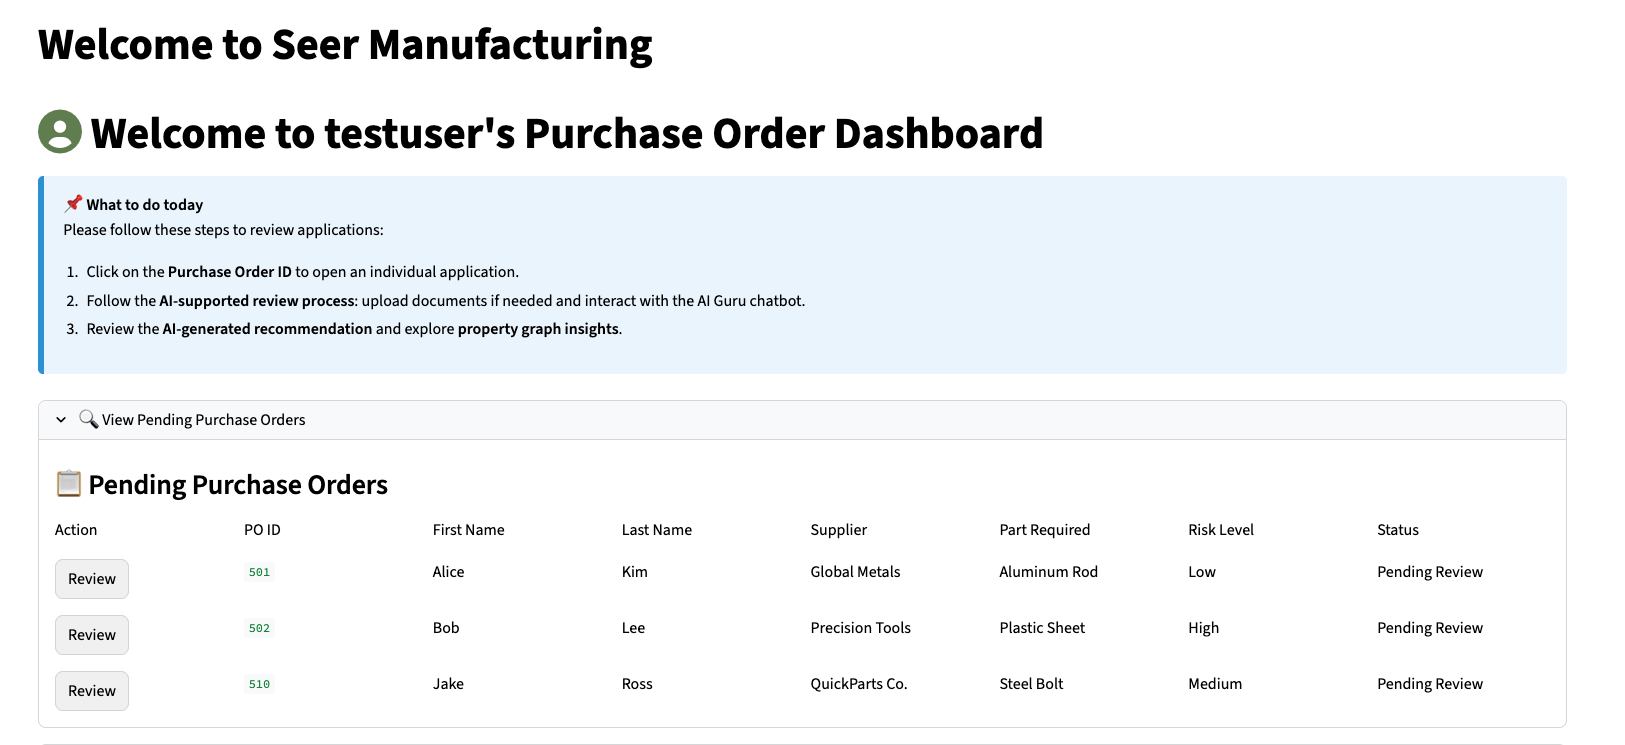 Welcome to Seer Manufacturing
Welcome to testuser's Purchase Order Dashboard
What to do today
Please follow these steps to review applications:
1. Click on the Purchase Order ID to open an individual application.
2. Follow the AI-supported review process: upload documents if needed and interact with the AI Guru chatbot.
3. Review the AI-generated recommendation and explore property graph insights.
View Pending Purchase Orders
Pending Purchase Orders
Action PO ID First Name Last Name Supplier Part Required Risk Level Status
Review 501 Alice Kim Global Metals Aluminum Rod Low Pending Review
Review 502 Bob Lee Precision Tools Plastic Sheet High Pending Review
Review 510 Jake Ross QuickParts Co. Steel Bolt Medium Pending Review